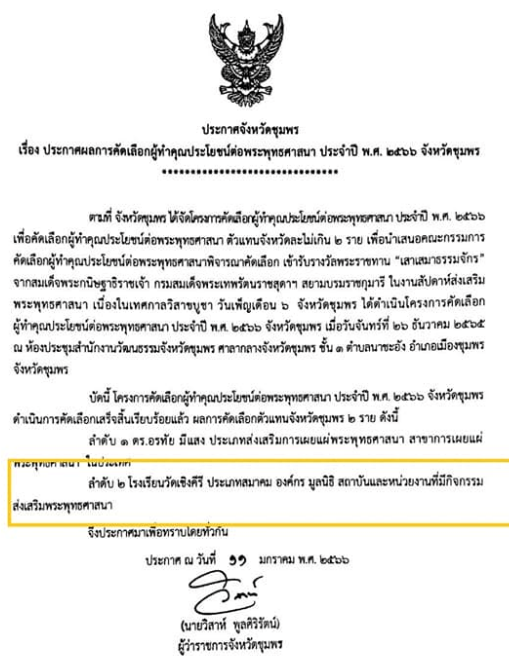 ประกาศจังหวัดชุมพร
เรื่อง ประกาศผลการคัดเลือกผู้ทำคุณประโยชน์ต่อพระพุทธศาสนา ประจำปี พ.ศ. ๒๕๖๖ จังหวัดชุมพร
ตามที่ จังหวัดชุมพร ได้จัดโครงการคัดเลือกผู้ทำคุณประโยชน์ต่อพระพุทธศาสนา ประจำปี พ.ศ. ๒๕๖๖
เพื่อคัดเลือกผู้ทำคุณประโยชน์ต่อพระพุทธศาสนา ตัวแทนจังหวัดละไม่เกิน ๒ ราย เพื่อนำเสนอคณะกรรมการ
คัดเลือกผู้ทำคุณประโยชน์ต่อพระพุทธศาสนาพิจารณาคัดเลือก เข้ารับรางวัลพระราชทาน "เสาเสมาธรรมจักร"
จากสมเด็จพระกนิษฐาธิราชเจ้า กรมสมเด็จพระเทพรัตนราชสุดาฯ สยามบรมราชกุมารี ในงานสัปดาห์ส่งเสริม
พระพุทธศาสนา เนื่องในเทศกาลวิสาขบูชา วันเพ็ญเดือน ๖ จังหวัดชุมพร ได้ดำเนินโครงการคัดเลือก
ผู้ทำคุณประโยชน์ต่อพระพุทธศาสนา ประจำปี พ.ศ. ๒๕๖๖ จังหวัดชุมพร เมื่อวันจันทร์ที่ ๒๖ ธันวาคม ๒๕๖๕
ณ ห้องประชุมสำนักงานวัฒนธรรมจังหวัดชุมพร ศาลากลางจังหวัดชุมพร ชั้น ๑ ตำบลนาชะอัง อำเภอเมืองชุมพร
จังหวัดชุมพร
บัดนี้ โครงการคัดเลือกผู้ทำคุณประโยชน์ต่อพระพุทธศาสนา ประจำปี พ.ศ. ๒๕๖๖ จังหวัดชุมพร
ดำเนินการคัดเลือกเสร็จสิ้นเรียบร้อยแล้ว ผลการคัดเลือกตัวแทนจังหวัดชุมพร ๒ ราย ดังนี้
ลำดับ ๑ ดร.อรทัย มีแสง ประเภทส่งเสริมการเผยแผ่พระพุทธศาสนา สาขาการเผยแผ่
พระพุทธศาสนา ในประเทศ
ลำดับ ๒ โรงเรียนวัดเชิงคีรี ประเภทสมาคม องค์กร มูลนิธิ สถาบันและหน่วยงานที่มีกิจกรรม
ส่งเสริมพระพุทธศาสนา
จึงประกาศมาเพื่อทราบโดยทั่วกัน
ประกาศ ณ วันที่ ๑๑ มกราคม พ.ศ. ๒๕๖๖
(นายวิสาห์ พูลศิริรัตน์)
ผู้ว่าราชการจังหวัดชุมพร